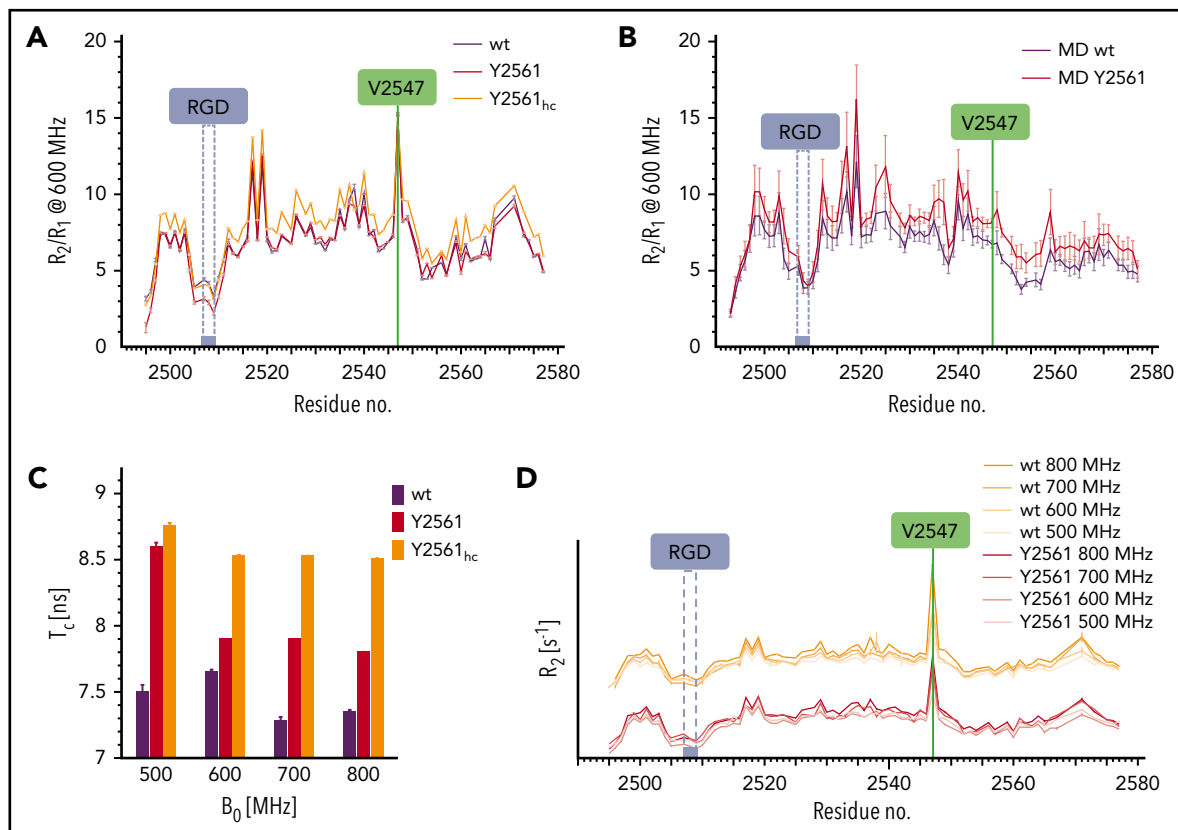 A
R2/R1 @ 600 MHz
20
15
10
5
0
RGD
V2547
wt
Y2561
Y2561hc
2500 2520 2540 2560 2580
Residue no.
B
R2/R1 @ 600 MHz
20
15
10
5
0
RGD
V2547
MD wt
MD Y2561
2500 2520 2540 2560 2580
Residue no.
C
Tc [ns]
9
8.5
8
7.5
7
wt
Y2561
Y2561hc
500 600 700 800
B0 [MHz]
D
R2 [s-1]
RGD
V2547
wt 800 MHz
wt 700 MHz
wt 600 MHz
wt 500 MHz
Y2561 800 MHz
Y2561 700 MHz
Y2561 600 MHz
Y2561 500 MHz
2500 2520 2540 2560 2580
Residue no.